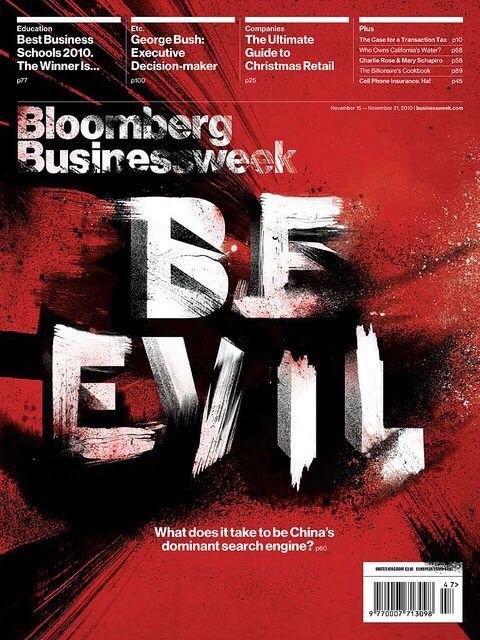 Education
Best Business
Schools 2010.
The Winner Is...
p77
Etc.
George Bush:
Executive
Decision-maker
p100
Companies
The Ultimate
Guide to
Christmas Retail
p25
Plus
The Case for a Transaction Tax p10
Who Owns California's Water? p68
Charlie Rose & Mary Schapiro p58
The Billionaire's Cookbook p89
Cell Phone Insurance. Ha! p45
November 15 — November 21, 2010 | businessweek.com
Bloomberg
Businessweek
BE
EVIL
What does it take to be China's
dominant search engine? p60
47>
9 770007 713098